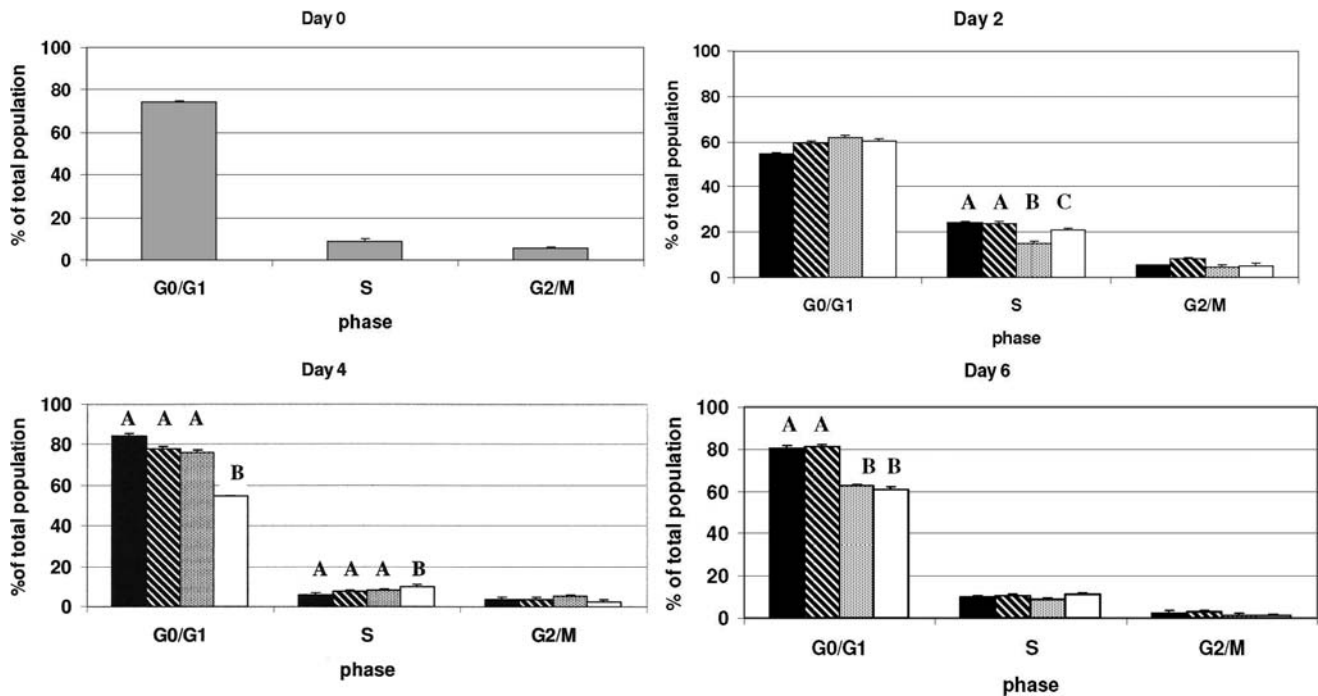 Day 0
% of total population
100
80
60
40
20
0
G0/G1 S G2/M
phase
Day 2
% of total population
100
80
60
40
20
0
A A B C
G0/G1 S G2/M
phase
Day 4
%of total population
100
80
60
40
20
0
A A A
B
A A A B
G0/G1 S G2/M
phase
Day 6
% of total population
100
80
60
40
20
0
A A
B B
G0/G1 S G2/M
phase